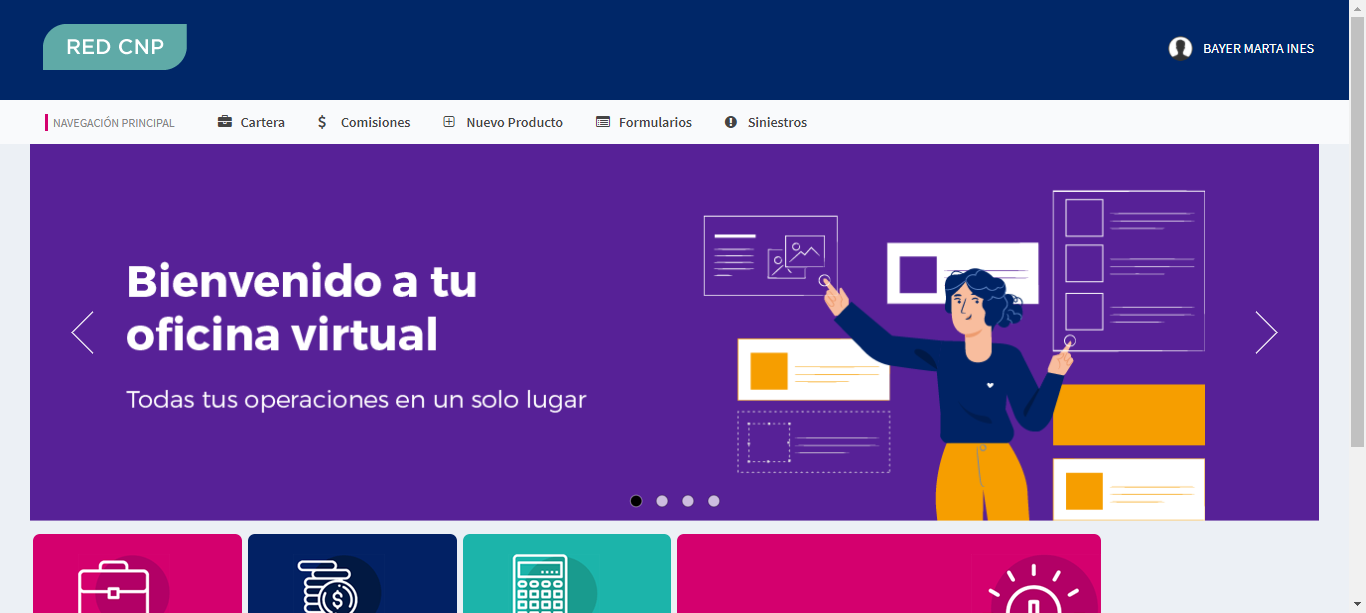 RED CNP
BAYER MARTA INES
NAVEGACIÓN PRINCIPAL
Cartera
Comisiones
Nuevo Producto
Formularios
Siniestros
Bienvenido a tu
oficina virtual
Todas tus operaciones en un solo lugar